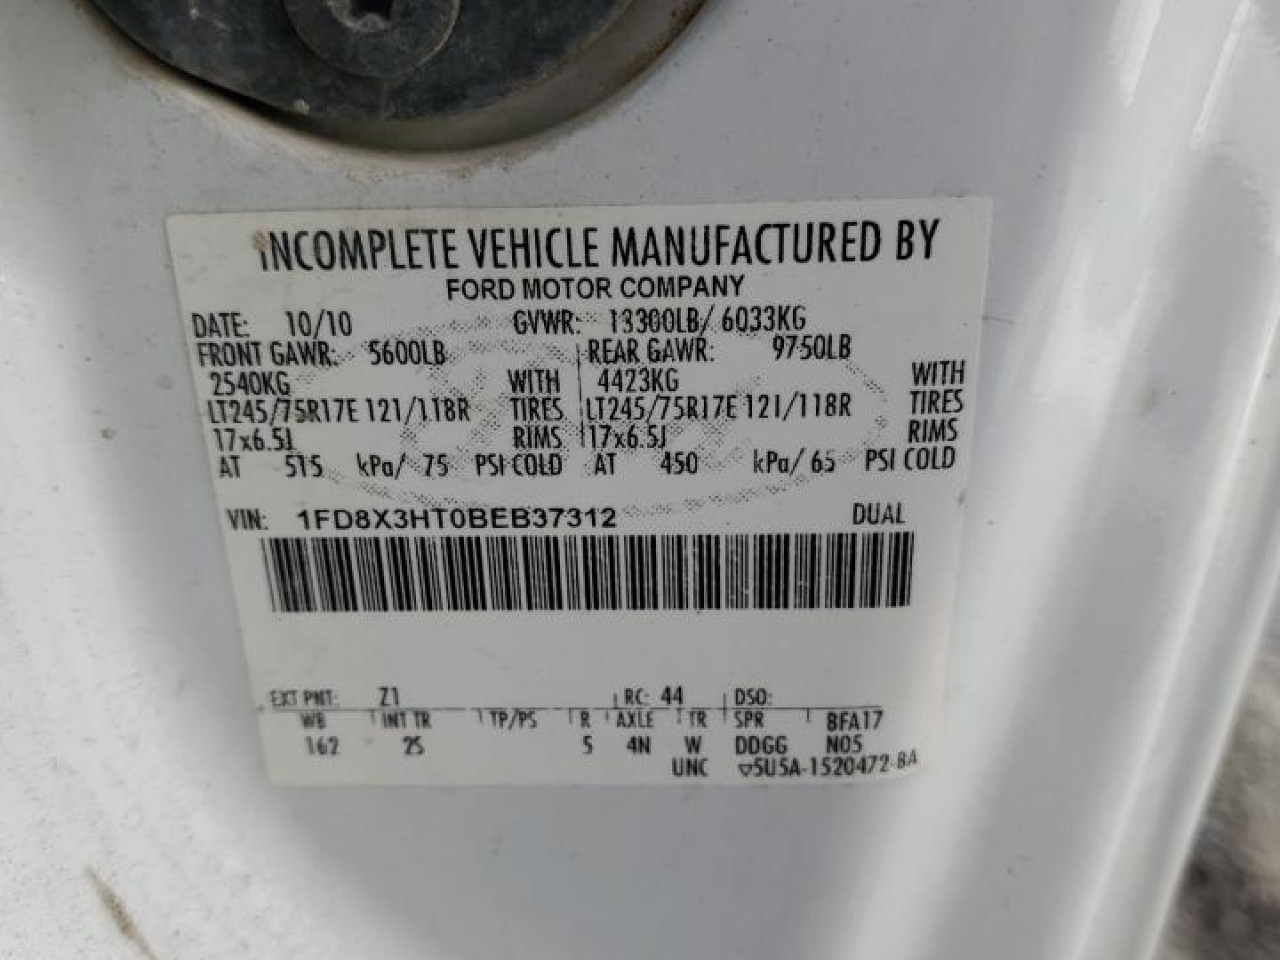 INCOMPLETE VEHICLE MANUFACTURED BY
FORD MOTOR COMPANY
DATE: 10/10 GVWR: 13300LB/ 6033KG
FRONT GAWR: 5600LB REAR GAWR: 9750LB
2540KG WITH 4423KG WITH
LT245/75R17E 121/118R TIRES LT245/75R17E 121/118R TIRES
17x6.5J RIMS 17x6.5J RIMS
AT 515 kPa/ 75 PSI COLD AT 450 kPa/ 65 PSI COLD
VIN: 1FD8X3HT0BEB37312 DUAL
EXT PNT: Z1 RC: 44 DSO:
WB INT TR TP/PS R AXLE TR SPR BFA17
162 2S 5 4N W DDGG N05
UNC ▽5U5A-1520472-BA